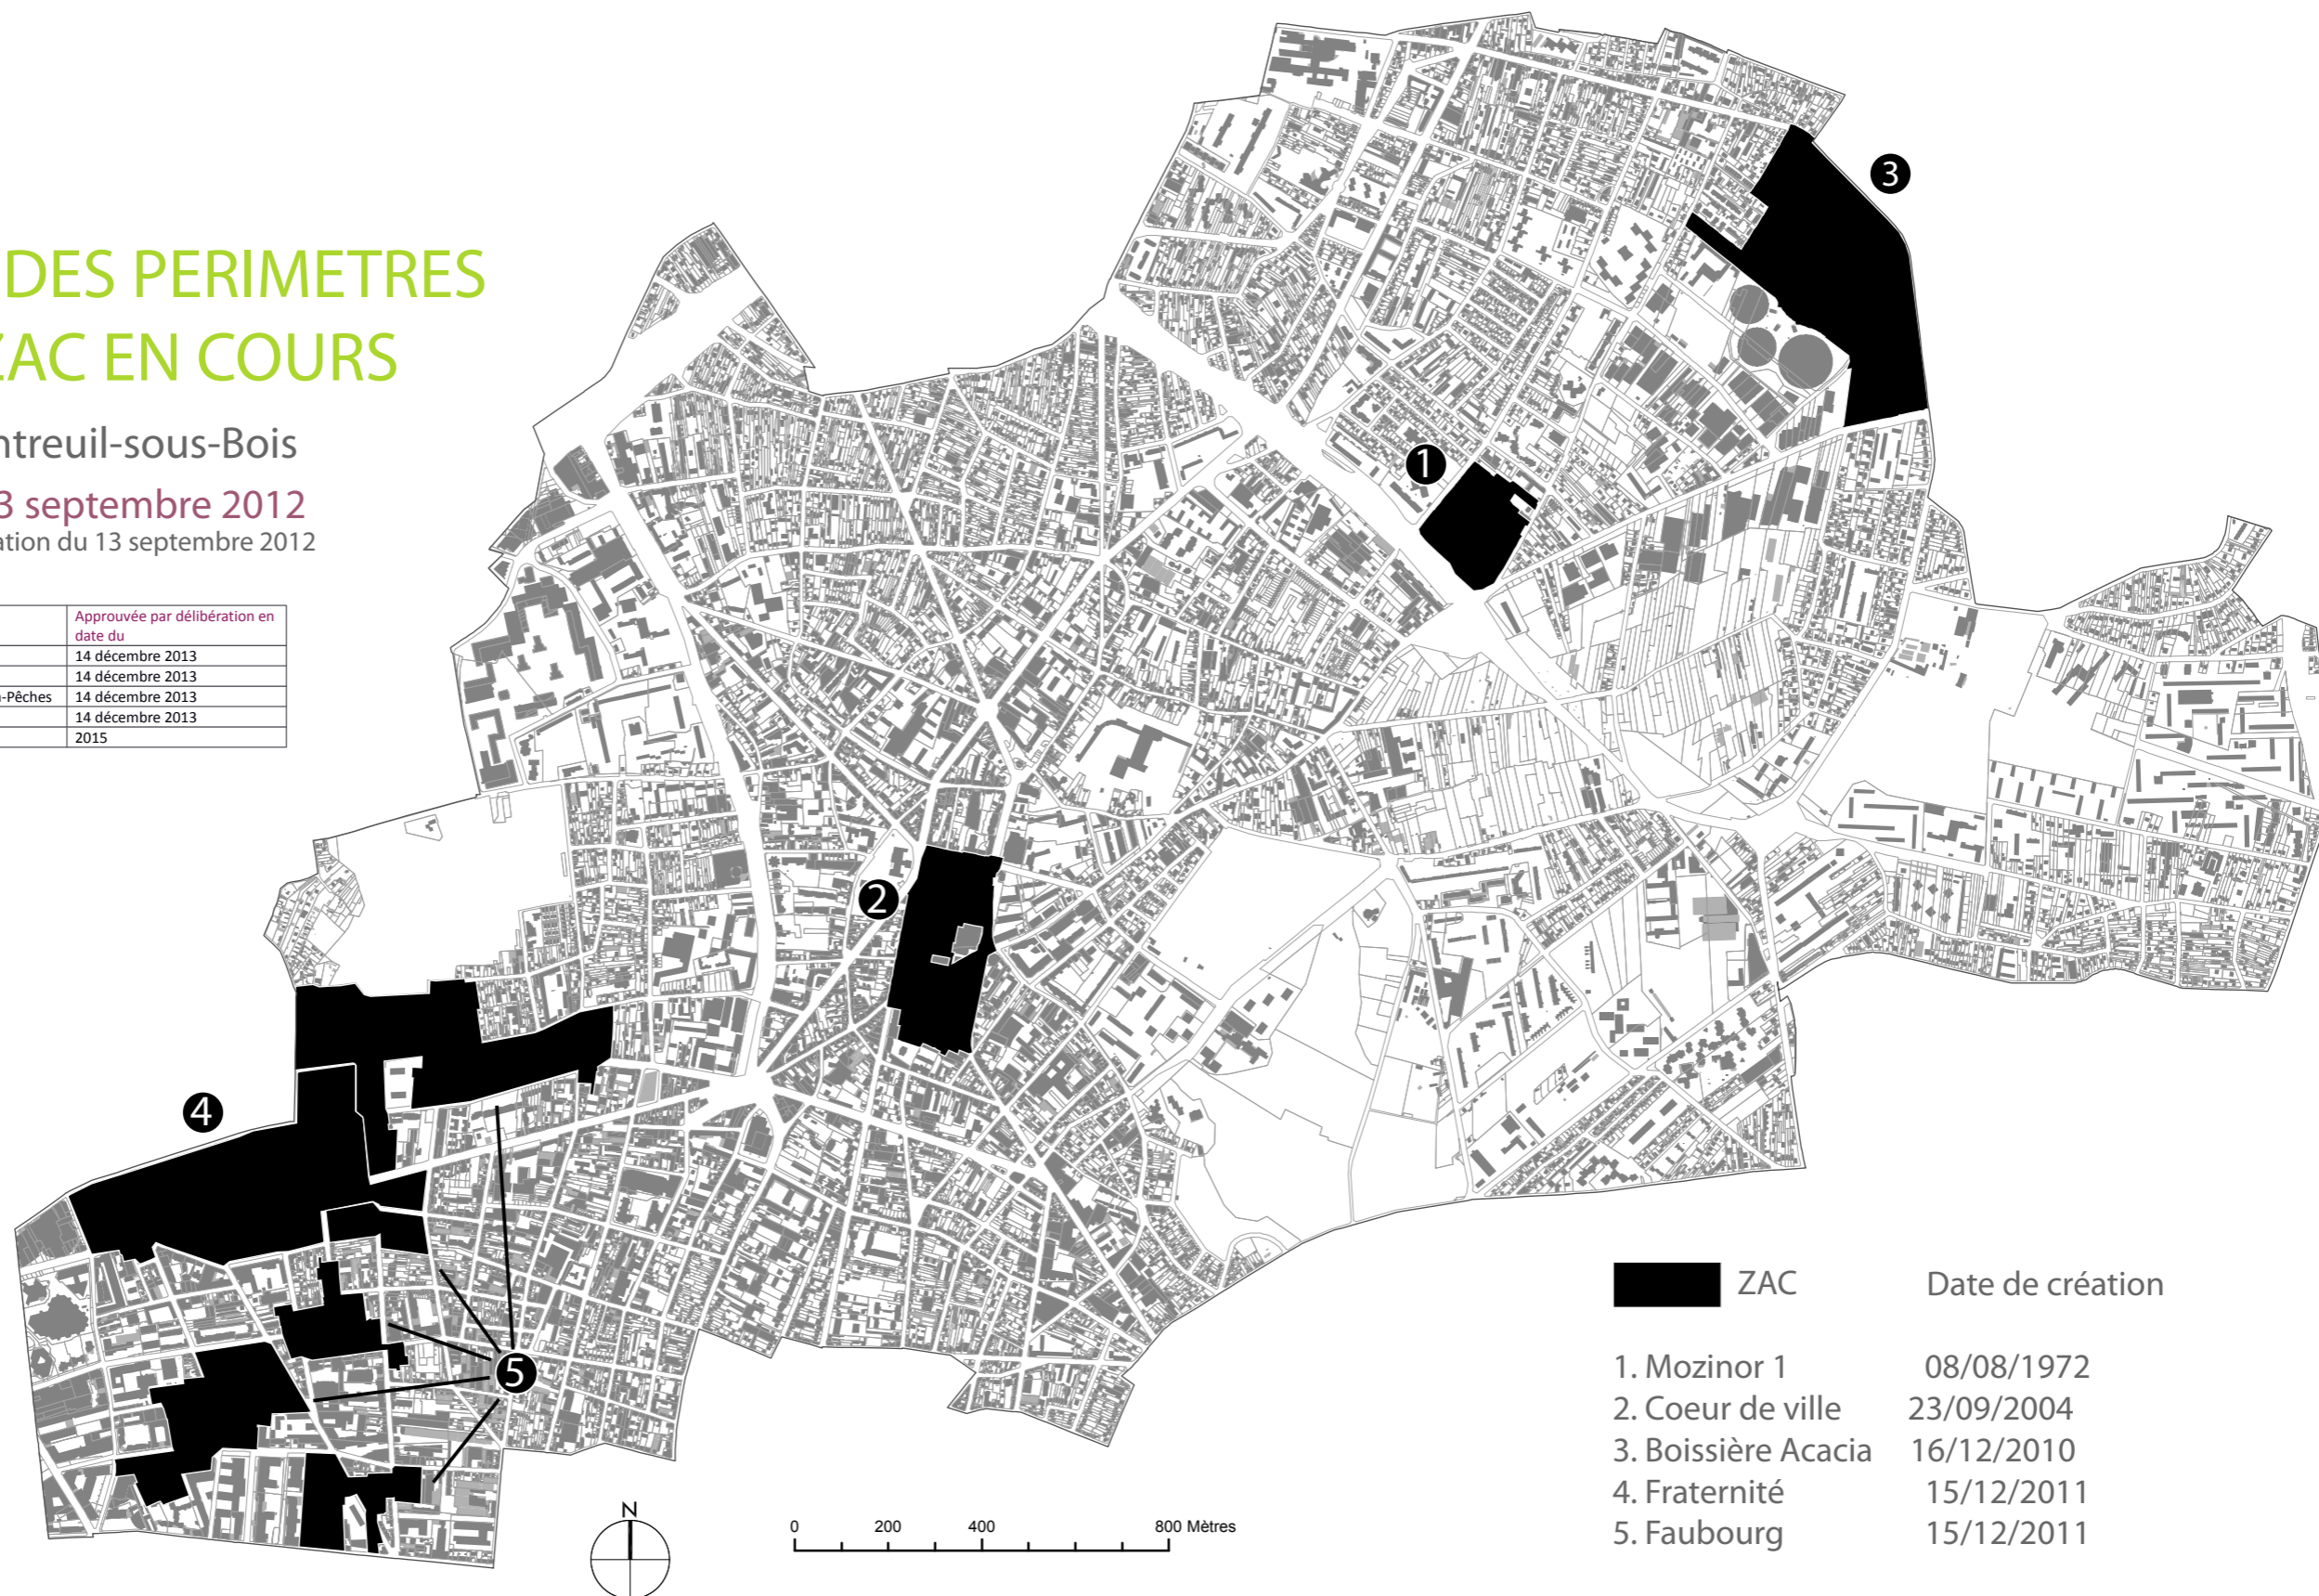 DES PERIMETRES
ZAC EN COURS
ntreuil-sous-Bois
3 septembre 2012
ation du 13 septembre 2012
Approuvée par délibération en
date du
14 décembre 2013
14 décembre 2013
-Pêches 14 décembre 2013
14 décembre 2013
2015
3
1
2
4
5
N
0 200 400 800 Mètres
ZAC Date de création
1. Mozinor 1 08/08/1972
2. Coeur de ville 23/09/2004
3. Boissière Acacia 16/12/2010
4. Fraternité 15/12/2011
5. Faubourg 15/12/2011